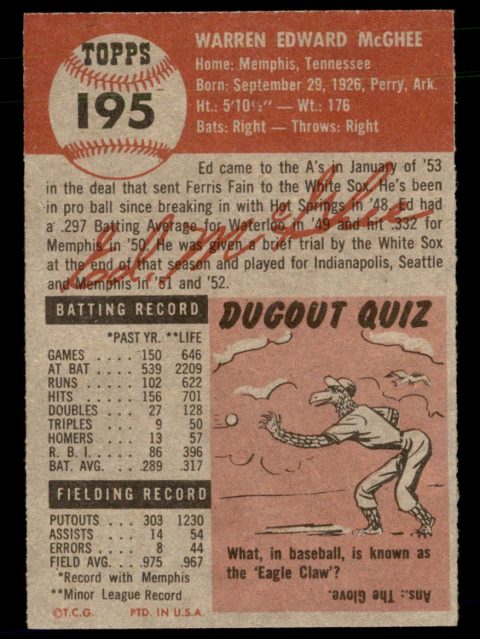 TOPPS
195
WARREN EDWARD McGHEE
Home: Memphis, Tennessee
Born: September 29, 1926, Perry, Ark.
Ht.: 5'10½" — Wt.: 176
Bats: Right — Throws: Right
Ed came to the A's in January of '53
in the deal that sent Ferris Fain to the White Sox. He's been
in pro ball since breaking in with Hot Springs in '48. Ed had
a .297 Batting Average for Waterloo in '49 and hit .332 for
Memphis in '50. He was given a brief trial by the White Sox
at the end of that season and played for Indianapolis, Seattle
and Memphis in '51 and '52.
Ed. McGhee
BATTING RECORD
*PAST YR. **LIFE
GAMES .... 150 646
AT BAT .... 539 2209
RUNS .... 102 622
HITS .... 156 701
DOUBLES ... 27 128
TRIPLES ... 9 50
HOMERS ... 13 57
R. B. I. .... 86 396
BAT. AVG. ... .289 .317
FIELDING RECORD
PUTOUTS ... 303 1230
ASSISTS ... 14 54
ERRORS ... 8 44
FIELD AVG. ... .975 .967
*Record with Memphis
**Minor League Record
©T.C.G. PTD. IN U.S.A.
DUGOUT QUIZ
What, in baseball, is known as
the 'Eagle Claw'?
Ans.: The Glove.